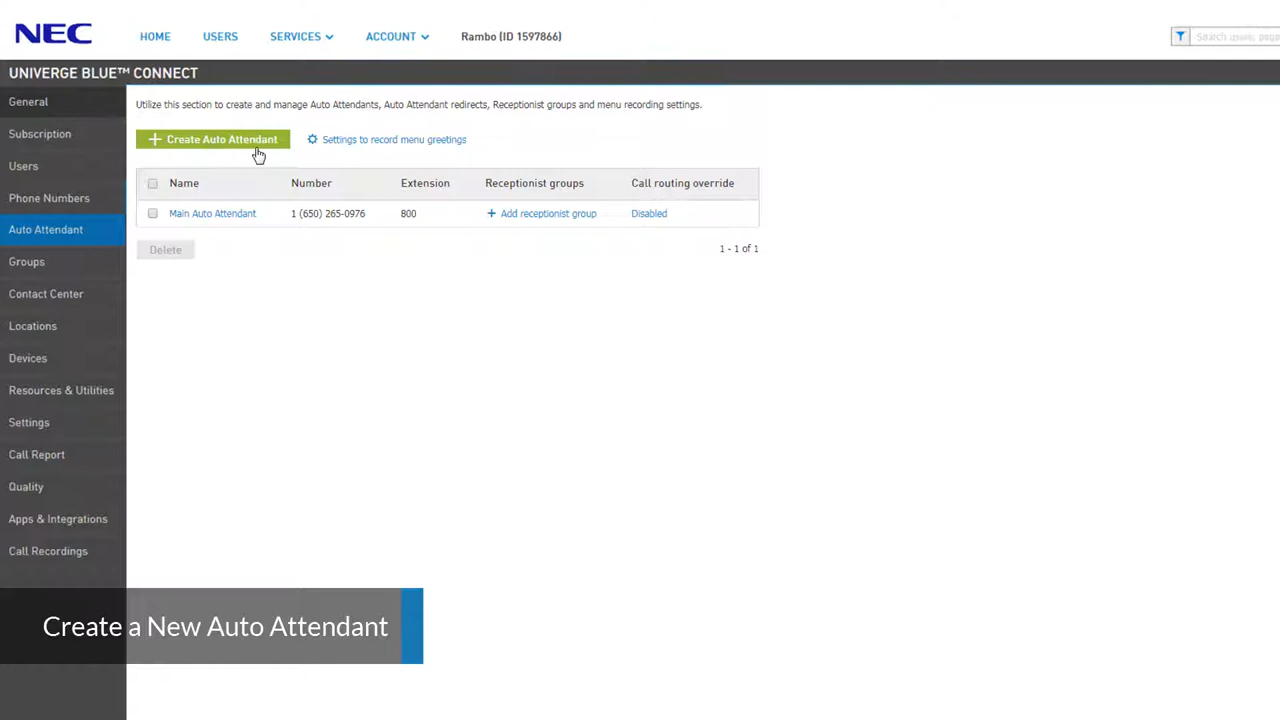 NEC
HOME USERS SERVICES ACCOUNT Rambo (ID 1597866)
Search users, pages
UNIVERGE BLUE™ CONNECT
General
Subscription
Users
Phone Numbers
Auto Attendant
Groups
Contact Center
Locations
Devices
Resources & Utilities
Settings
Call Report
Quality
Apps & Integrations
Call Recordings
Utilize this section to create and manage Auto Attendants, Auto Attendant redirects, Receptionist groups and menu recording settings.
+ Create Auto Attendant Settings to record menu greetings
Name Number Extension Receptionist groups Call routing override
Main Auto Attendant 1 (650) 265-0976 800 + Add receptionist group Disabled
Delete 1 - 1 of 1
Create a New Auto Attendant